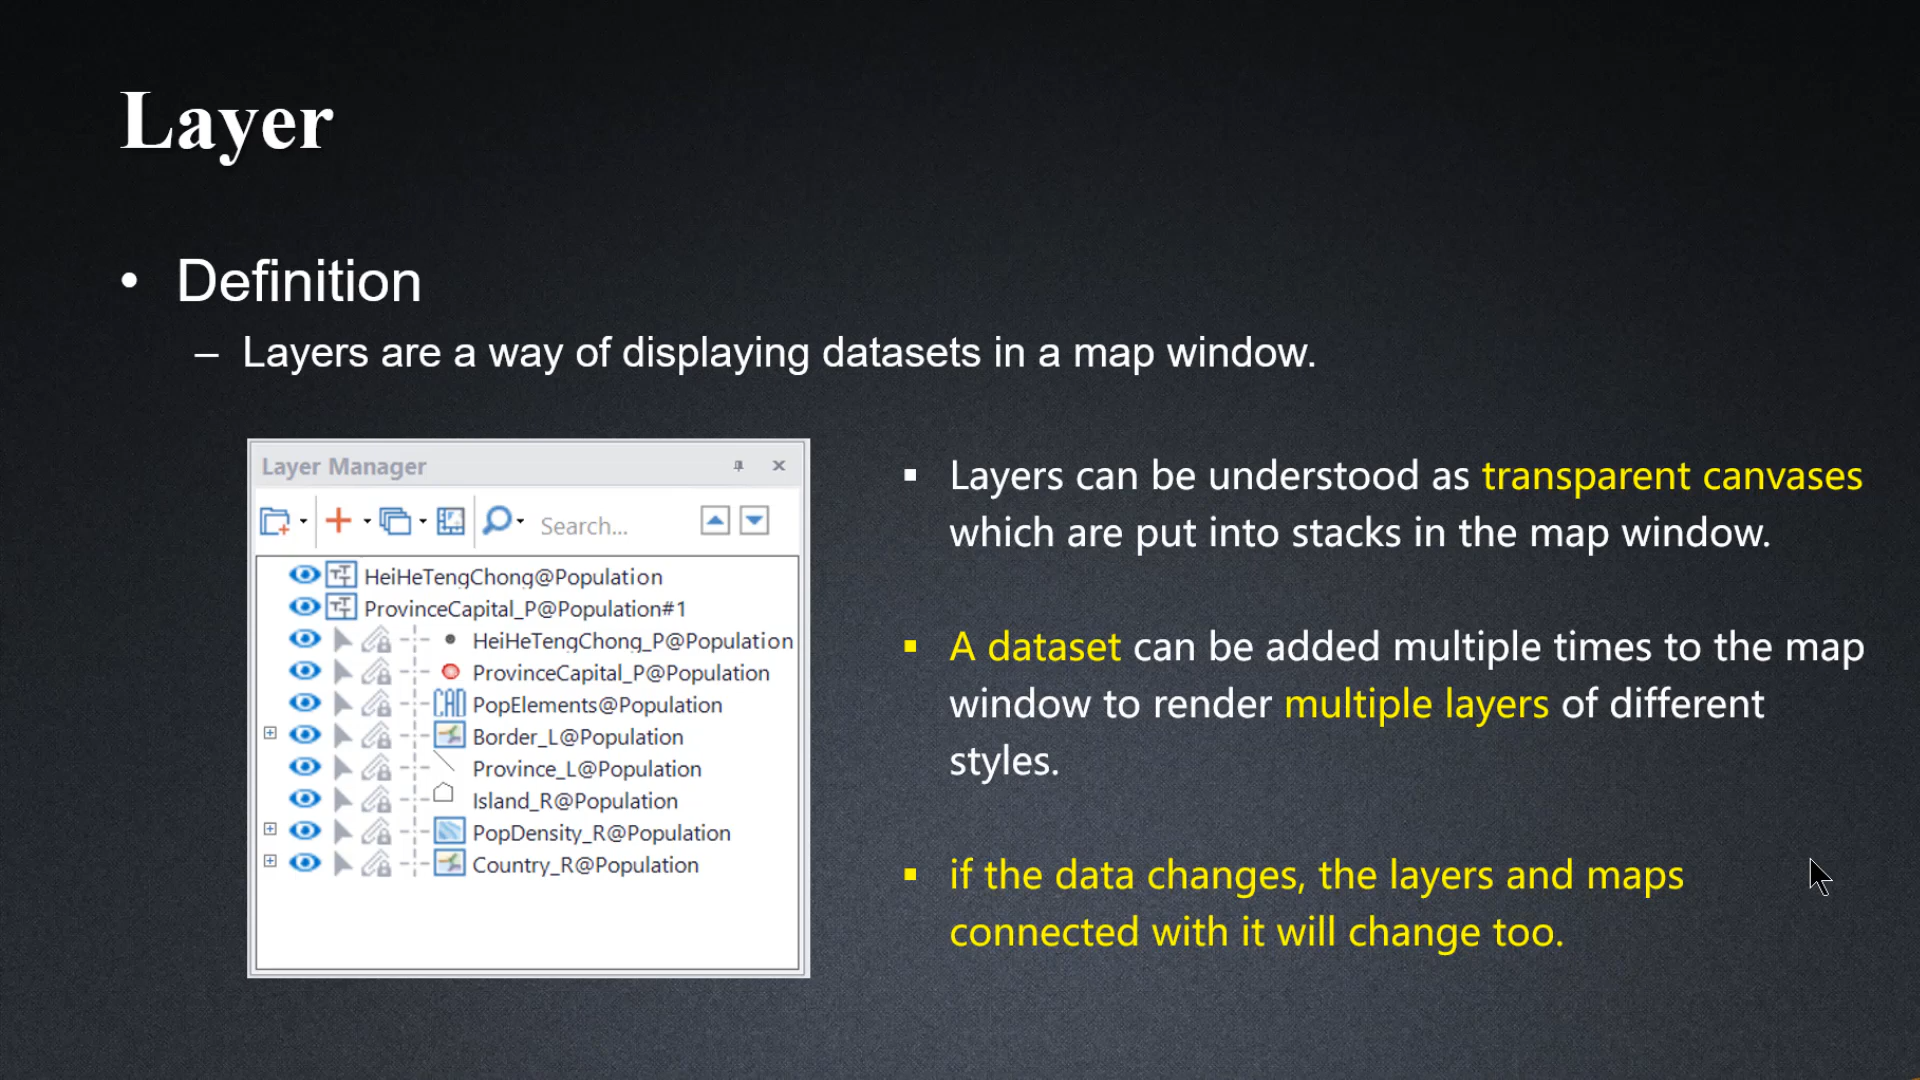 Layer
• Definition
– Layers are a way of displaying datasets in a map window.
Layer Manager
Search...
HeiHeTengChong@Population
ProvinceCapital_P@Population#1
HeiHeTengChong_P@Population
ProvinceCapital_P@Population
CAD PopElements@Population
Border_L@Population
Province_L@Population
Island_R@Population
PopDensity_R@Population
Country_R@Population
▪ Layers can be understood as transparent canvases
which are put into stacks in the map window.
▪ A dataset can be added multiple times to the map
window to render multiple layers of different
styles.
▪ if the data changes, the layers and maps
connected with it will change too.